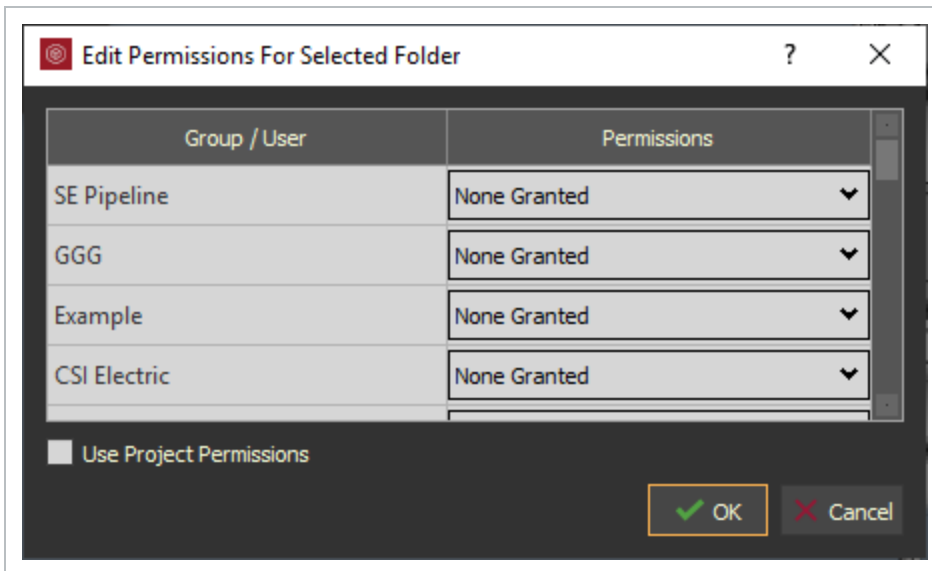 Edit Permissions For Selected Folder ?
Group / User Permissions
SE Pipeline None Granted
GGG None Granted
Example None Granted
CSI Electric None Granted
Use Project Permissions
OK Cancel